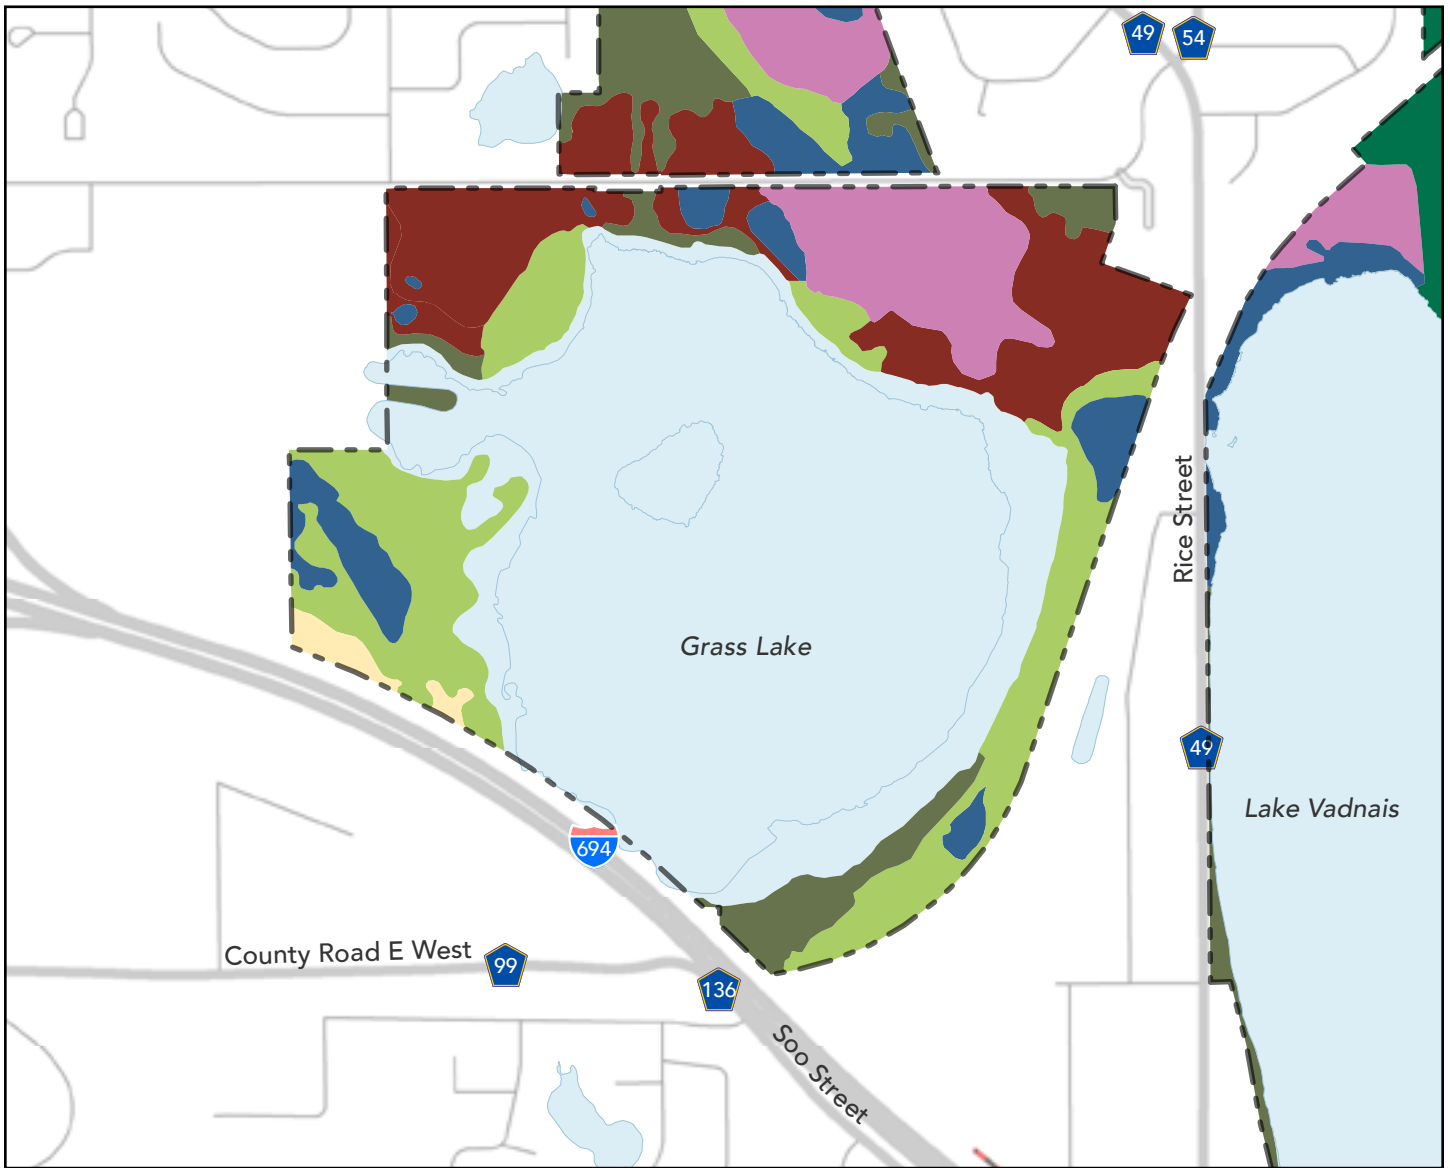 49
54
Rice Street
Grass Lake
49
Lake Vadnais
694
County Road E West
99
136
Soo Street